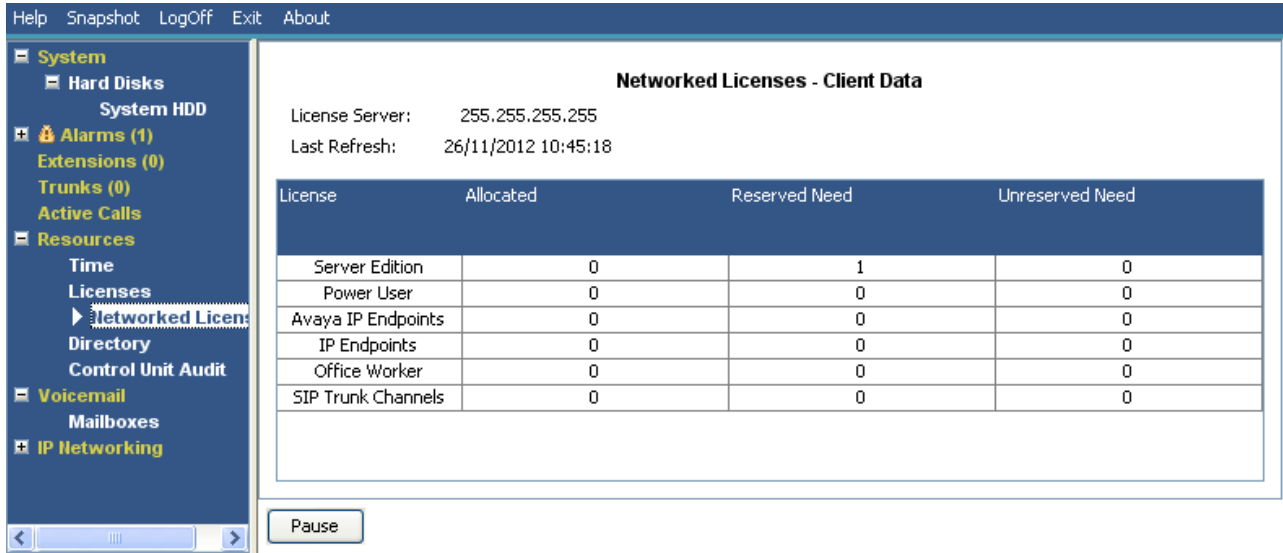 Help Snapshot LogOff Exit About
System
Hard Disks
System HDD
Alarms (1)
Extensions (0)
Trunks (0)
Active Calls
Resources
Time
Licenses
Networked Licens
Directory
Control Unit Audit
Voicemail
Mailboxes
IP Networking
Networked Licenses - Client Data
License Server: 255.255.255.255
Last Refresh: 26/11/2012 10:45:18
License Allocated Reserved Need Unreserved Need
Server Edition 0 1 0
Power User 0 0 0
Avaya IP Endpoints 0 0 0
IP Endpoints 0 0 0
Office Worker 0 0 0
SIP Trunk Channels 0 0 0
Pause